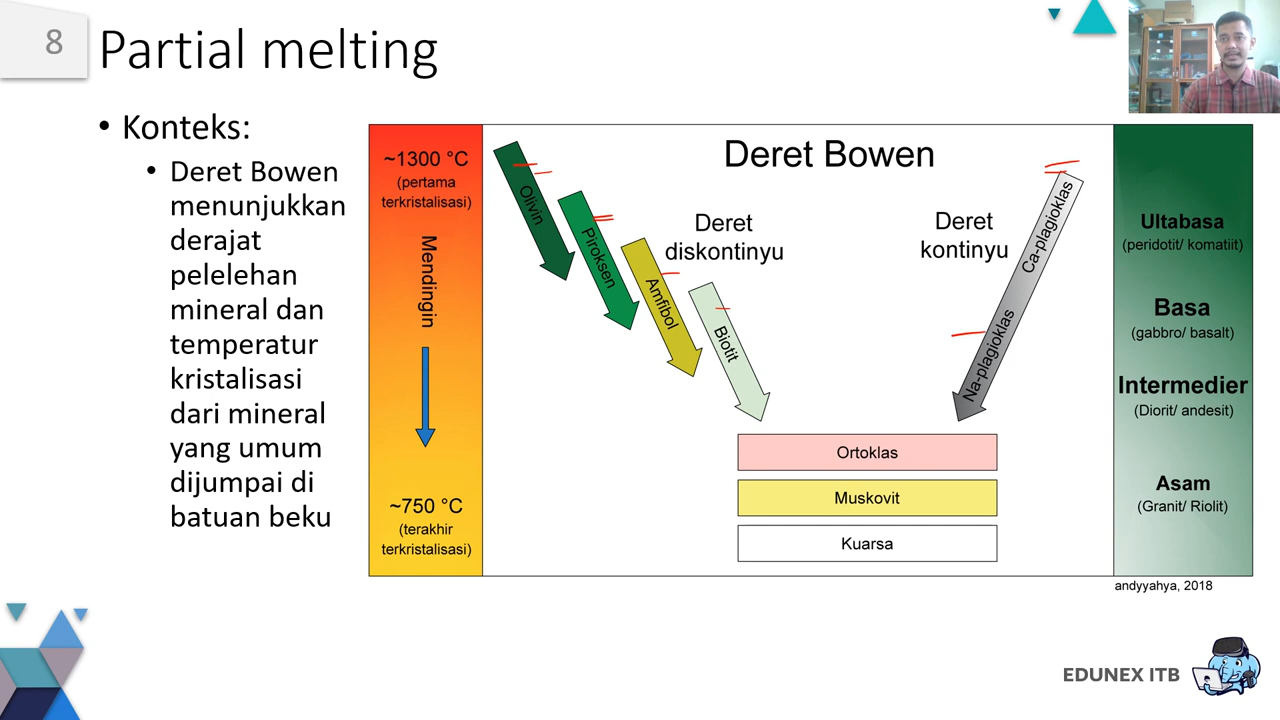 8
Partial melting
• Konteks:
• Deret Bowen
menunjukkan
derajat
pelelehan
mineral dan
temperatur
kristalisasi
dari mineral
yang umum
dijumpai di
batuan beku
~1300 °C
(pertama
terkristalisasi)
Mendingin
~750 °C
(terakhir
terkristalisasi)
Deret Bowen
Olivin
Piroksen
Amfibol
Biotit
Deret
diskontinyu
Deret
kontinyu
Ca-plagioklas
Na-plagioklas
Ortoklas
Muskovit
Kuarsa
Ultabasa
(peridotit/ komatiit)
Basa
(gabbro/ basalt)
Intermedier
(Diorit/ andesit)
Asam
(Granit/ Riolit)
andyyahya, 2018
EDUNEX ITB